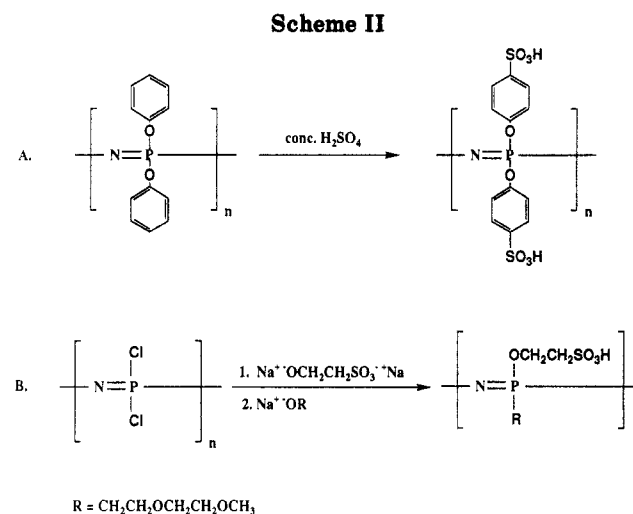 Scheme II
SO₃H
A.
N=P
O
O
n
conc. H₂SO₄
N=P
O
O
n
SO₃H
B.
Cl
N=P
Cl
n
1. Na⁺⁻OCH₂CH₂SO₃⁻⁺Na
2. Na⁺⁻OR
OCH₂CH₂SO₃H
N=P
R
R = CH₂CH₂OCH₂CH₂OCH₃